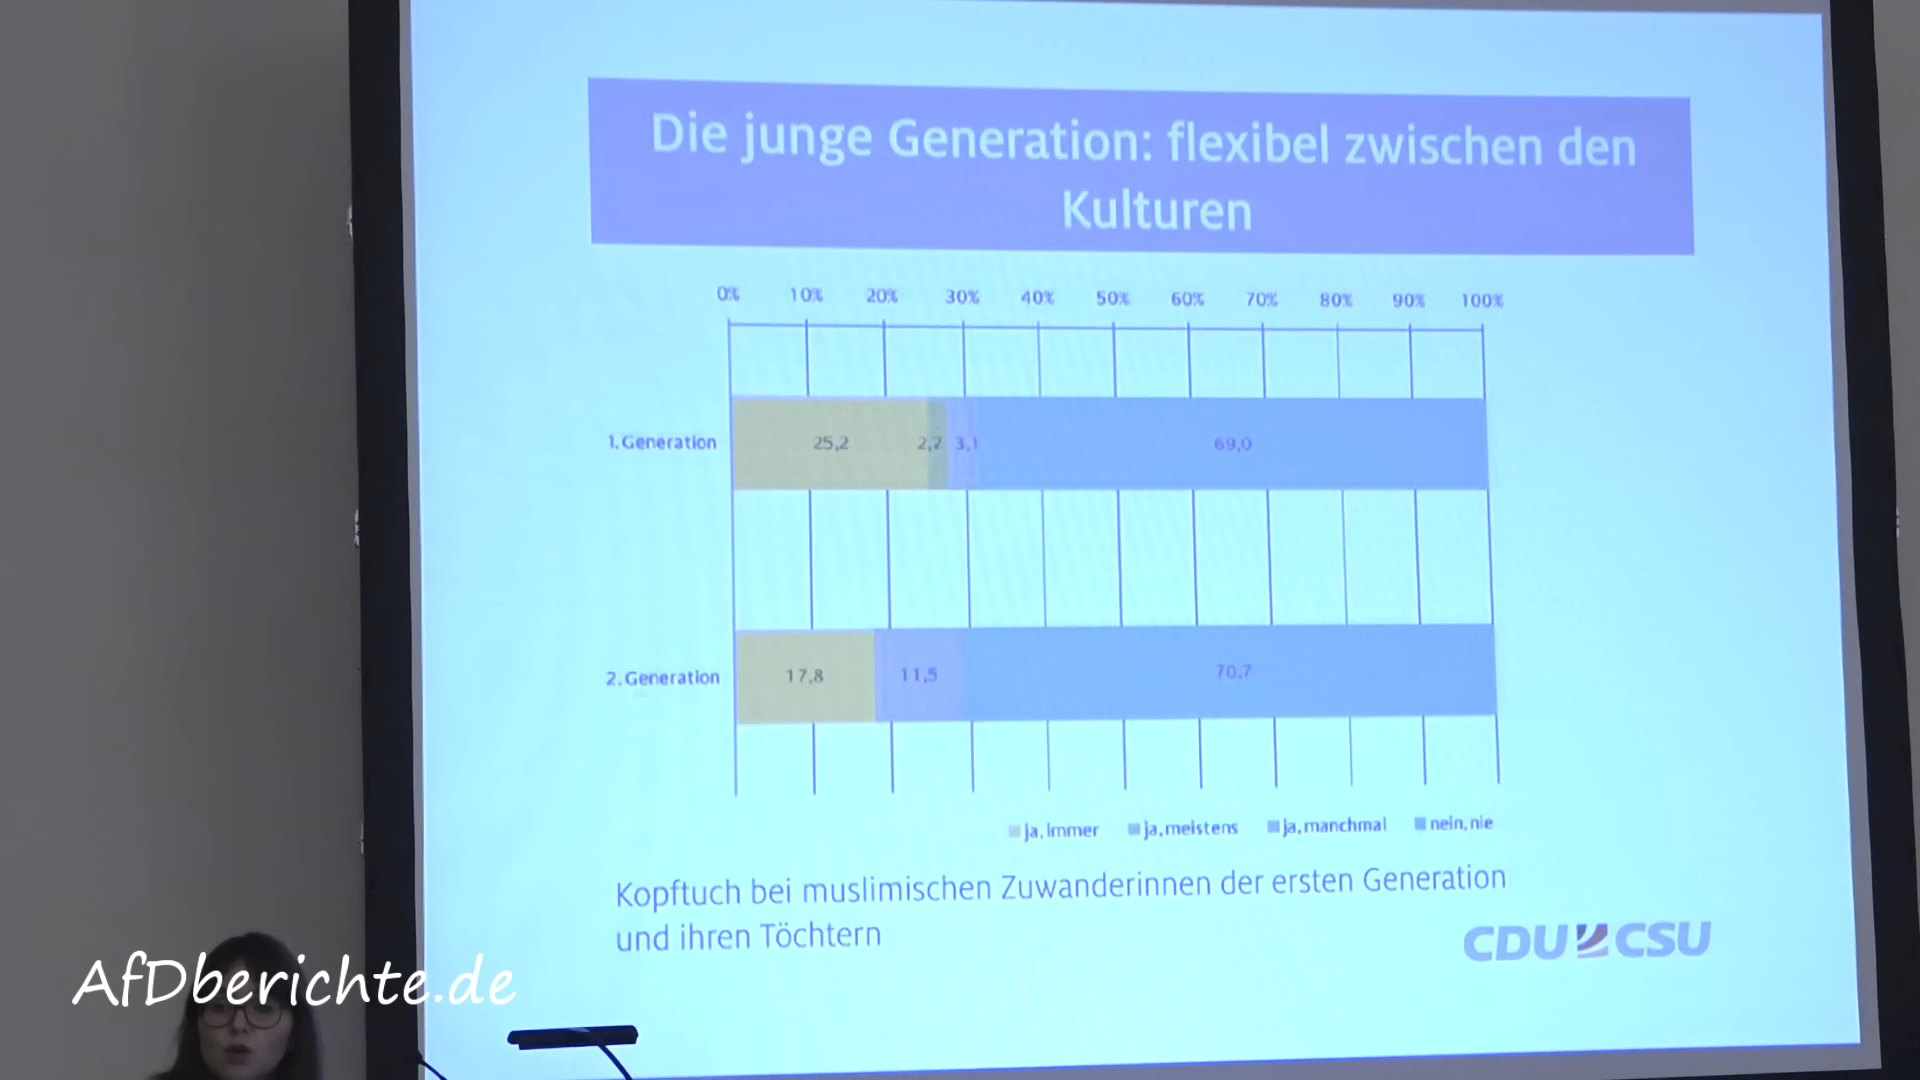 Die junge Generation: flexibel zwischen den
Kulturen
0% 10% 20% 30% 40% 50% 60% 70% 80% 90% 100%
1. Generation 25,2 2,7 3,1 69,0
2. Generation 17,8 11,5 70,7
ja, immer ja, meistens ja, manchmal nein, nie
Kopftuch bei muslimischen Zuwanderinnen der ersten Generation
und ihren Töchtern
CDU CSU
AfDberichte.de